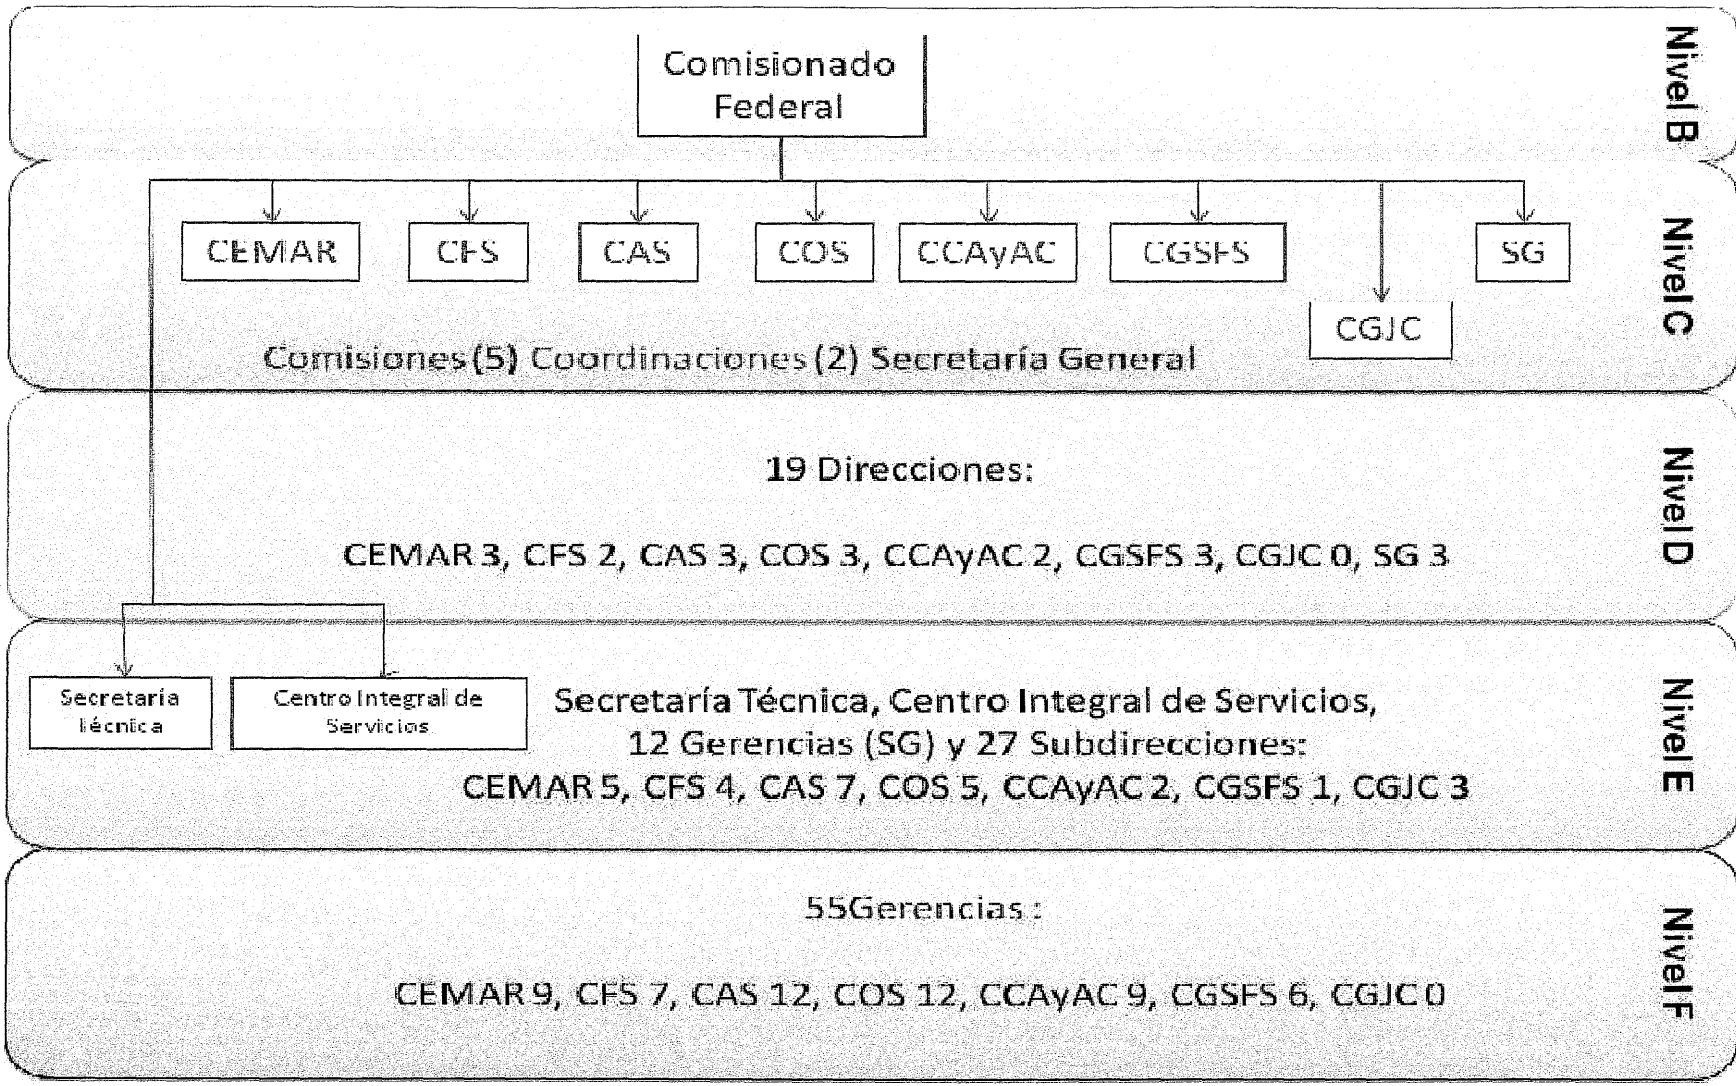 Comisionado
Federal
Nivel B
CEMAR
CFS
CAS
COS
CCAyAC
CGSFS
SG
CGJC
Comisiones (5) Coordinaciones (2) Secretaría General
Nivel C
19 Direcciones:
CEMAR 3, CFS 2, CAS 3, COS 3, CCAyAC 2, CGSFS 3, CGJC 0, SG 3
Nivel D
Secretaría
Técnica
Centro Integral de
Servicios
Secretaría Técnica, Centro Integral de Servicios,
12 Gerencias (SG) y 27 Subdirecciones:
CEMAR 5, CFS 4, CAS 7, COS 5, CCAyAC 2, CGSFS 1, CGJC 3
Nivel E
55Gerencias :
CEMAR 9, CFS 7, CAS 12, COS 12, CCAyAC 9, CGSFS 6, CGJC 0
Nivel F